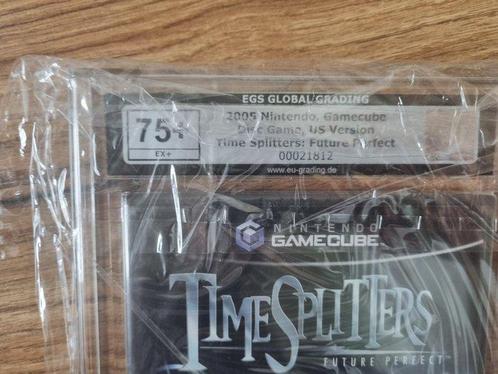 EGS GLOBAL GRADING
75+
EX+
2005 Nintendo, Gamecube
Disc Game, US Version
Time Splitters: Future Perfect
00021812
www.eu-grading.de
NINTENDO
GAMECUBE
TIMESPLITTERS
FUTURE PERFECT™